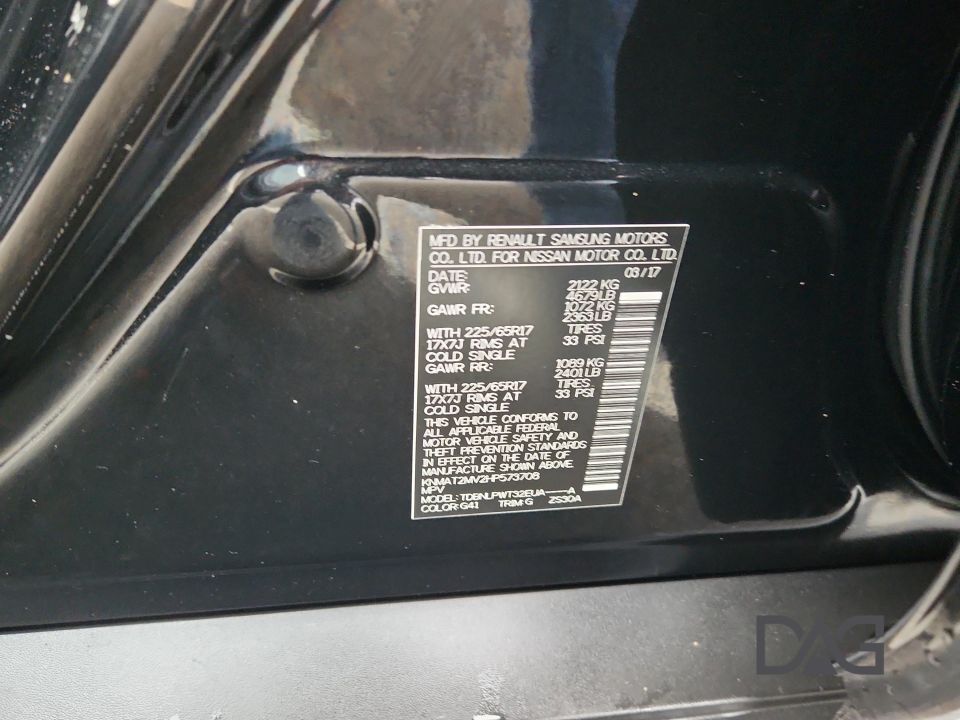 MFD BY RENAULT SAMSUNG MOTORS
CO., LTD. FOR NISSAN MOTOR CO., LTD.
DATE: 03/17
GVWR: 2122 KG
4679LB
GAWR FR: 1072 KG
2363LB
WITH 225/65R17 TIRES
17X7J RIMS AT 33 PSI
COLD SINGLE
GAWR RR: 1089 KG
2401LB
WITH 225/65R17 TIRES
17X7J RIMS AT 33 PSI
COLD SINGLE
THIS VEHICLE CONFORMS TO
ALL APPLICABLE FEDERAL
MOTOR VEHICLE SAFETY AND
THEFT PREVENTION STANDARDS
IN EFFECT ON THE DATE OF
MANUFACTURE SHOWN ABOVE.
KNMAT2MV2HP573708
MPV
MODEL: TDBNLPWT32EUA-----A
COLOR:G41 TRIM:G ZS30A
DAG